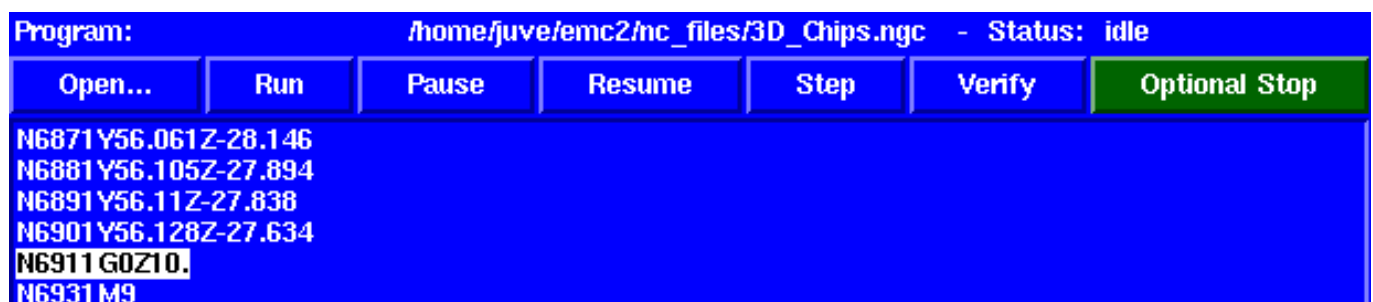 Program: /home/juve/emc2/nc_files/3D_Chips.ngc - Status: idle
Open... Run Pause Resume Step Verify Optional Stop
N6871Y56.061Z-28.146
N6881Y56.105Z-27.894
N6891Y56.11Z-27.838
N6901Y56.128Z-27.634
N6911G0Z10.
N6931M9